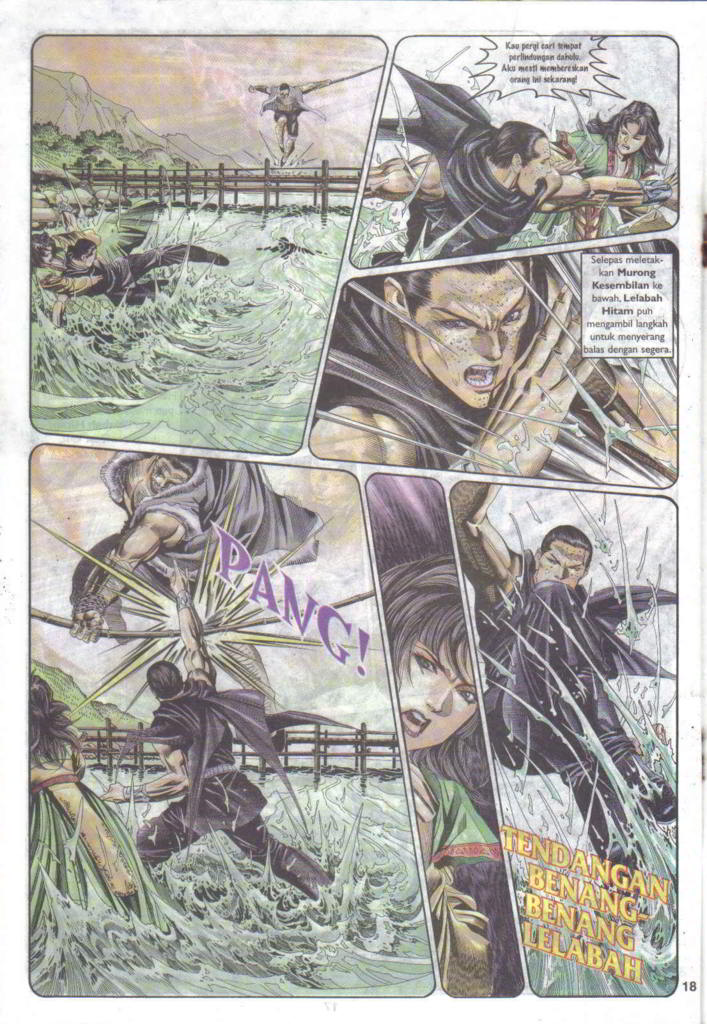 Kau pergi cari tempat
perlindungan dahulu.
Aku mesti membereskan
orang ini sekarang!
Selepas meletak-
kan Murong
Kesembilan ke
bawah, Lelabah
Hitam pun
mengambil langkah
untuk menyerang
balas dengan segera.
PANG!
TENDANGAN
BENANG-
BENANG
LELABAH
18